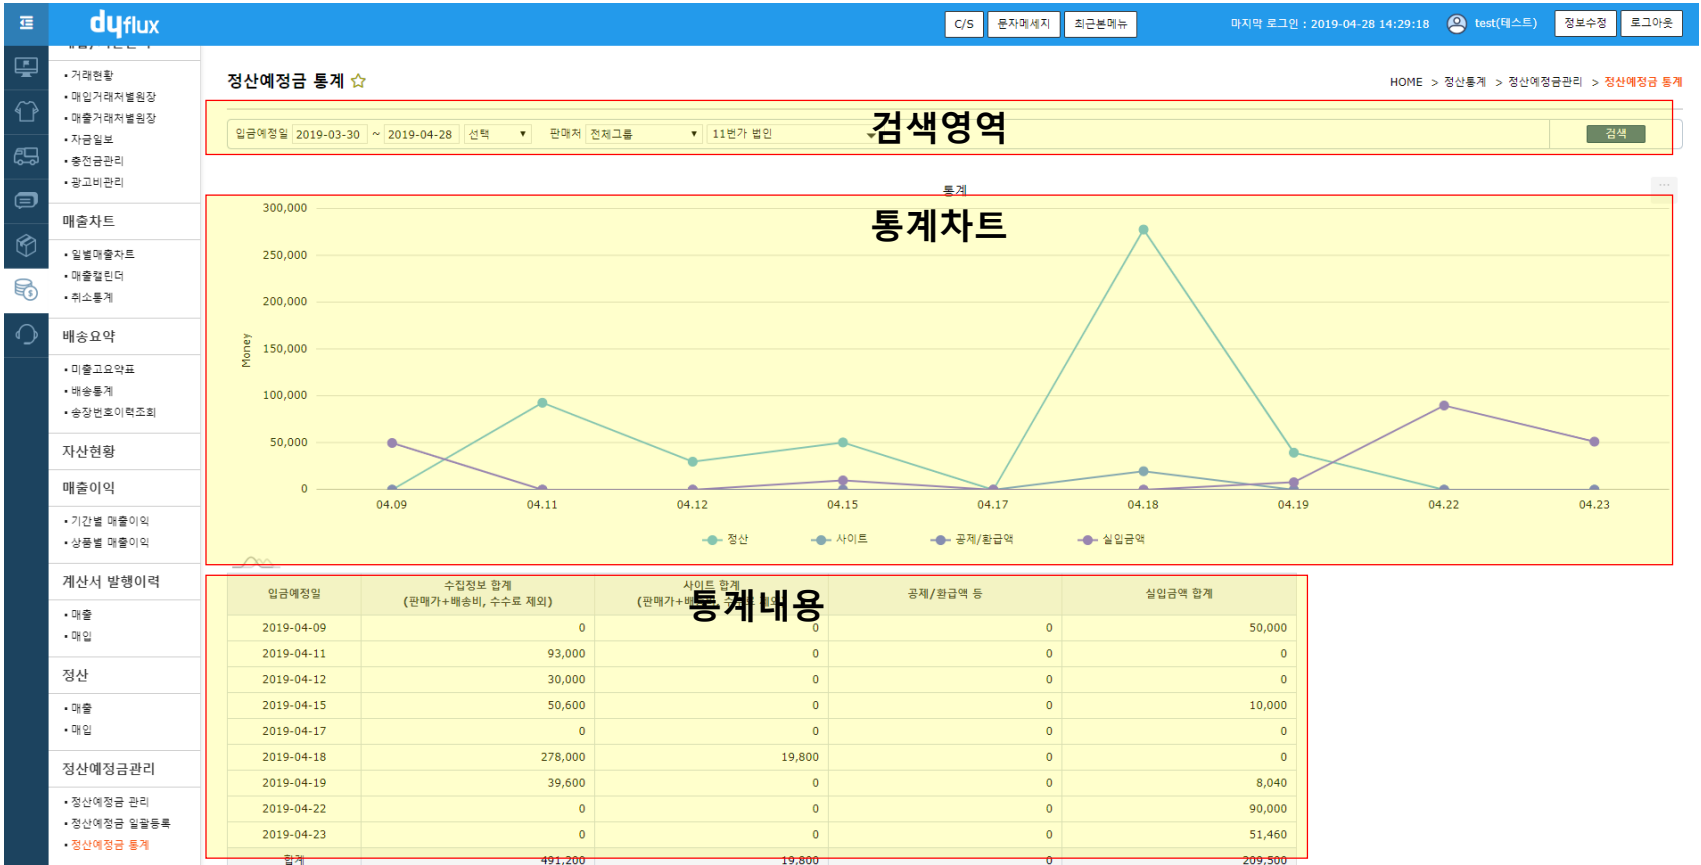 dyflux
C/S 문자메세지 최근본메뉴 마지막 로그인 : 2019-04-28 14:29:18 test(테스트) 정보수정 로그아웃
▪ 거래현황
▪ 매입거래처별원장
▪ 매출거래처별원장
▪ 자금일보
▪ 충전금관리
▪ 광고비관리
매출차트
▪ 일별매출차트
▪ 매출캘린더
▪ 취소통계
배송요약
▪ 미출고요약표
▪ 배송통계
▪ 송장번호이력조회
자산현황
매출이익
▪ 기간별 매출이익
▪ 상품별 매출이익
계산서 발행이력
▪ 매출
▪ 매입
정산
▪ 매출
▪ 매입
정산예정금관리
▪ 정산예정금 관리
▪ 정산예정금 일괄등록
▪ 정산예정금 통계
정산예정금 통계
HOME > 정산통계 > 정산예정금관리 > 정산예정금 통계
입금예정일 2019-03-30 ~ 2019-04-28 선택 판매처 전체그룹 11번가 법인 검색
검색영역
통계
통계차트
300,000
250,000
200,000
150,000
100,000
50,000
0
Money
04.09 04.11 04.12 04.15 04.17 04.18 04.19 04.22 04.23
정산 사이트 공제/환급액 실입금액
통계내용
입금예정일 수집정보 합계 사이트 합계 공제/환급액 등 실입금액 합계
(판매가+배송비, 수수료 제외) (판매가+배송비, 수수료 제외)
2019-04-09 0 0 0 50,000
2019-04-11 93,000 0 0 0
2019-04-12 30,000 0 0 0
2019-04-15 50,600 0 0 10,000
2019-04-17 0 0 0 0
2019-04-18 278,000 19,800 0 0
2019-04-19 39,600 0 0 8,040
2019-04-22 0 0 0 90,000
2019-04-23 0 0 0 51,460
합계 491,200 19,800 0 209,500